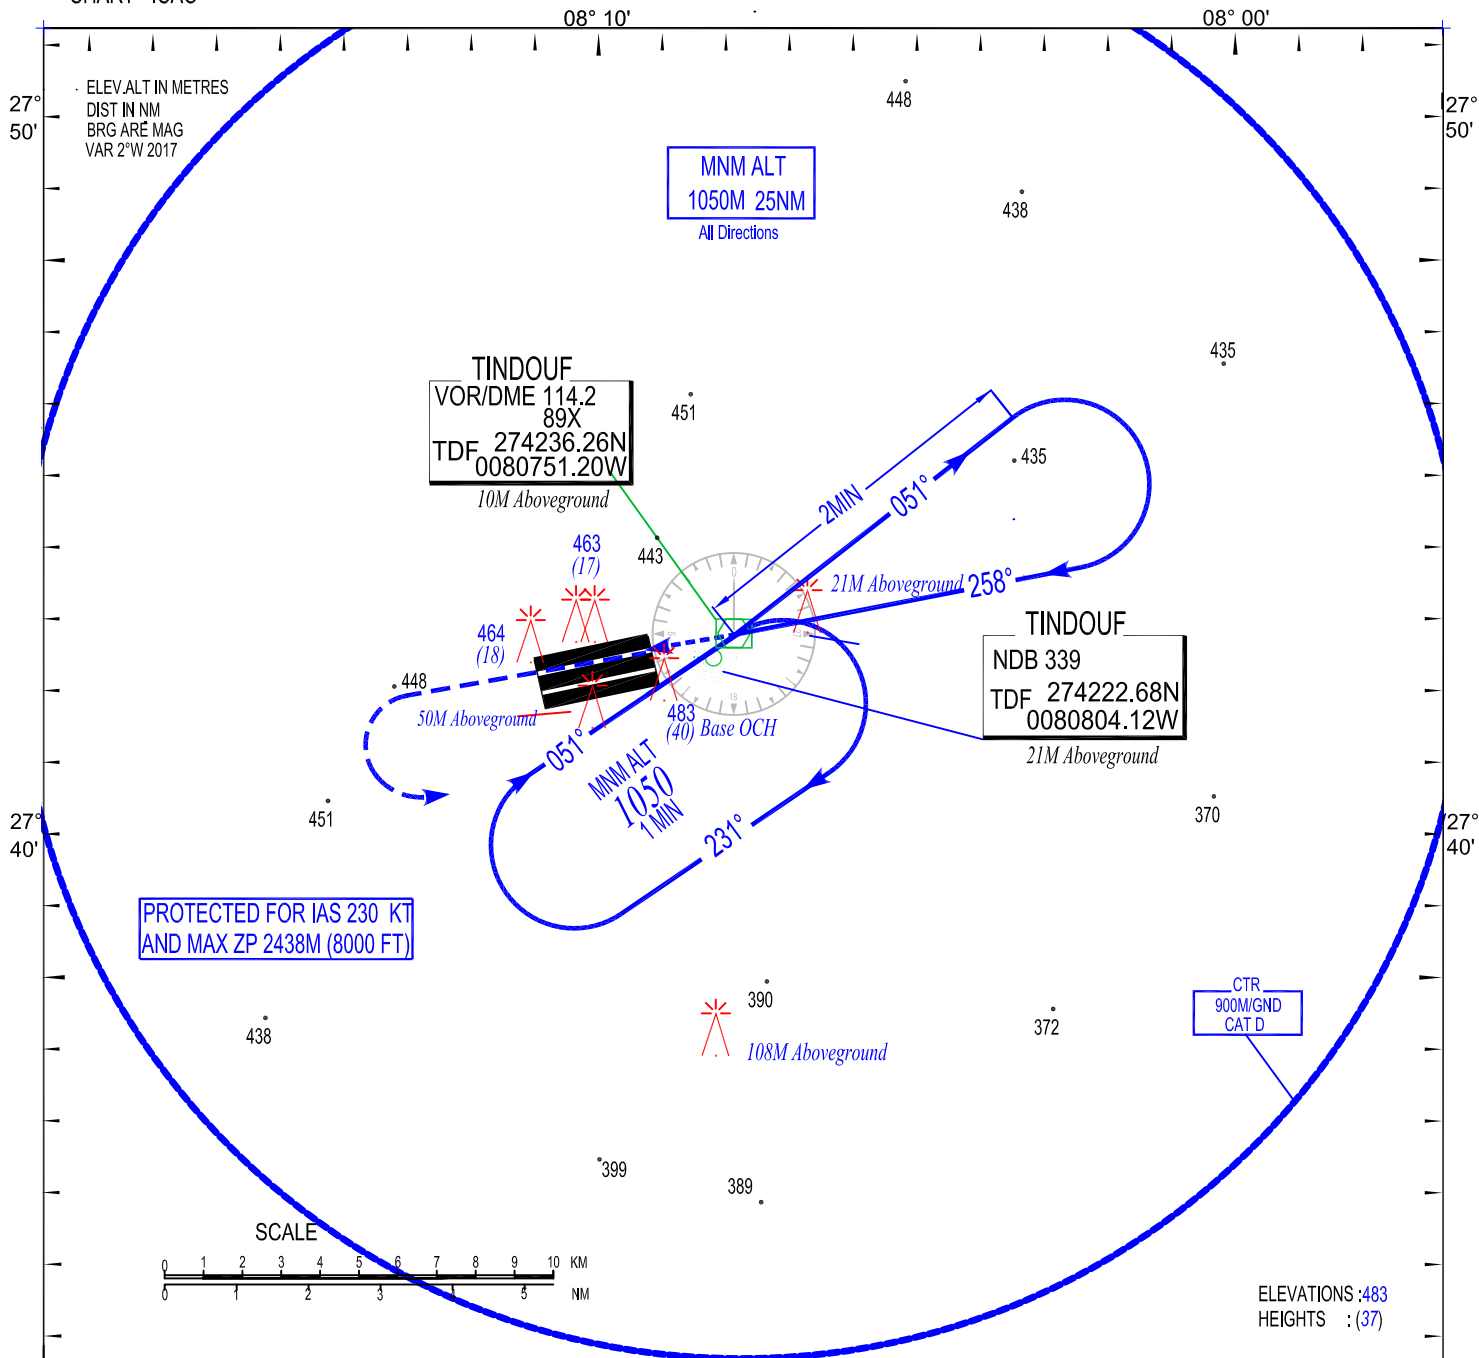 08° 10'
08° 00'
ELEV.ALT IN METRES
DIST IN NM
BRG ARE MAG
VAR 2°W 2017
27°
50'
27°
50'
448
MNM ALT
1050M 25NM
All Directions
438
435
TINDOUF
VOR/DME 114.2
89X
TDF 274236.26N
0080751.20W
10M Aboveground
451
435
2MIN
051°
443
463
(17)
21M Aboveground
258°
0
464
(18)
TINDOUF
NDB 339
TDF 274222.68N
0080804.12W
21M Aboveground
448
50M Aboveground
18
483
(40)
Base OCH
051°
MNM ALT
1050
1 MIN
231°
451
370
27°
40'
27°
40'
PROTECTED FOR IAS 230 KT
AND MAX ZP 2438M (8000 FT)
390
CTR
900M/GND
CAT D
438
372
108M Aboveground
399
389
SCALE
0 1 2 3 4 5 6 7 8 9 10 KM
0 1 2 3 4 5 NM
ELEVATIONS :483
HEIGHTS : (37)